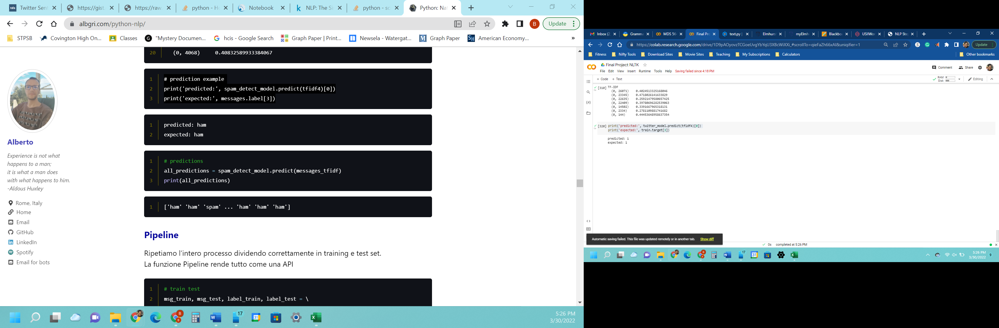 Twitter Sent
https://gist.
https://raw.
python - H
Notebook
NLP: The Si
python - sc
Python: Nat
albgri.com/python-nlp/
B
Update
STPSB
Covington High On...
Classes
"Mystery Documen...
hcis - Google Search
Graph Paper | Print...
Newsela - Watergat...
Graph Paper
American Economy...
»
20 (0, 4068) 0.40832589933384067
1 # prediction example
2 print('predicted:', spam_detect_model.predict(tfidf4)[0])
3 print('expected:', messages.label[3])
1 predicted: ham
2 expected: ham
1 # predictions
2 all_predictions = spam_detect_model.predict(messages_tfidf)
3 print(all_predictions)
1 ['ham' 'ham' 'spam' ... 'ham' 'ham' 'ham']
Pipeline
Ripetiamo l'intero processo dividendo correttamente in training e test set.
La funzione Pipeline rende tutto come una API
1 # train test
2 msg_train, msg_test, label_train, label_test = \
Alberto
Experience is not what
happens to a man;
it is what a man does
with what happens to him.
-Aldous Huxley
Rome, Italy
Home
Email
GitHub
LinkedIn
Spotify
Email for bots
5:26 PM
3/30/2022
Inbox (2
Gramma
MDS 56
Final Pr
text.py |
Elmhurs
myElmh
Blackbo
USIIWor
NLP Ste
https://colab.research.google.com/drive/1D9pAOyovzTCGoeUvgYbYqU3XBcWiXXi_#scrollTo=qieFaZh66xAI&uniqifier=1
Update
Fitness
Nifty Tools
Download Sites
Movie Sites
Teaching
My Subscriptions
Calculators
Other bookmarks
Final Project NLTK
File Edit View Insert Runtime Tools Help Saving failed since 4:18 PM
Comment
Share
+ Code + Text
RAM
Disk
Editing
[310] TF-IDF
(0, 26071) 0.4024513325168046
(0, 23345) 0.4718026141633829
(0, 22635) 0.25921479580657425
(0, 22409) 0.39780696282539063
(0, 14502) 0.3391667965318131
(0, 2334) 0.2781109881741682
(0, 144) 0.44453648958637354
[320] print('predicted:', twitter_model.predict(tfidf4)[0])
print('expected:', train.target[3])
predicted: 1
expected: 1
Automatic saving failed. This file was updated remotely or in another tab. Show diff
0s completed at 5:26 PM
5:26 PM
3/30/2022